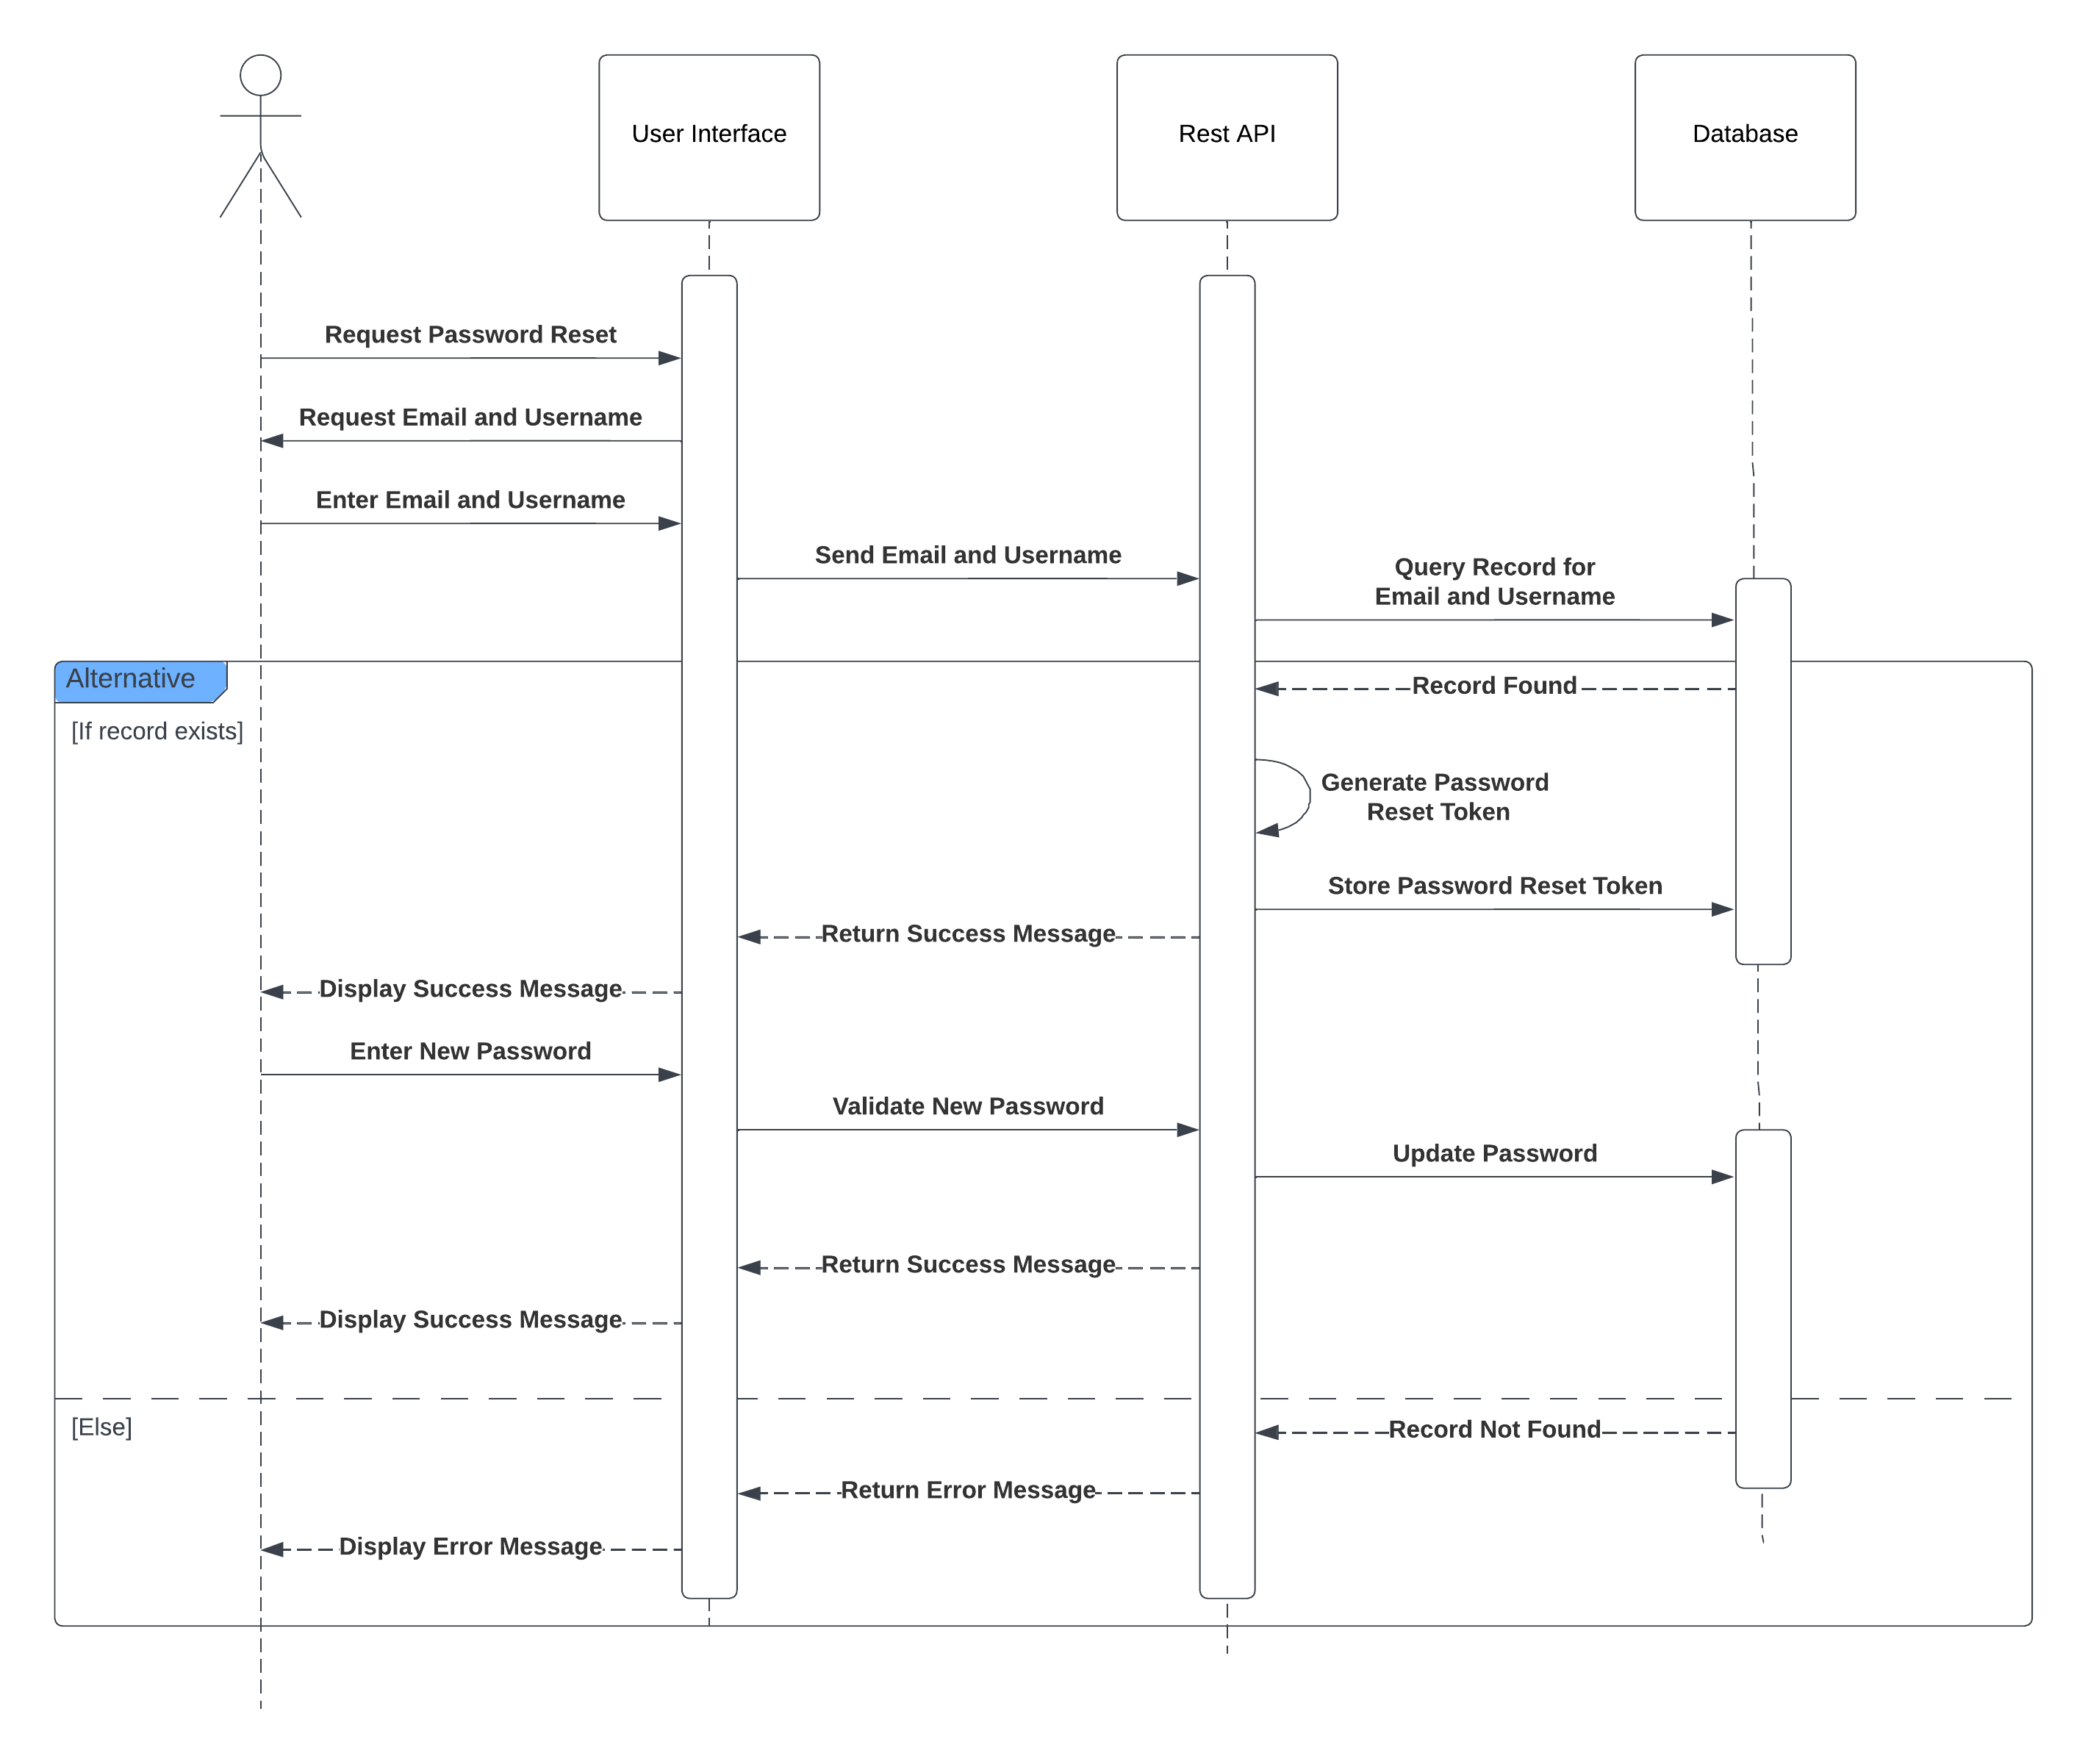 User Interface
Rest API
Database
Request Password Reset
Request Email and Username
Enter Email and Username
Send Email and Username
Query Record for
Email and Username
Alternative
Record Found
[If record exists]
Generate Password
Reset Token
Store Password Reset Token
Return Success Message
Display Success Message
Enter New Password
Validate New Password
Update Password
Return Success Message
Display Success Message
[Else]
Record Not Found
Return Error Message
Display Error Message